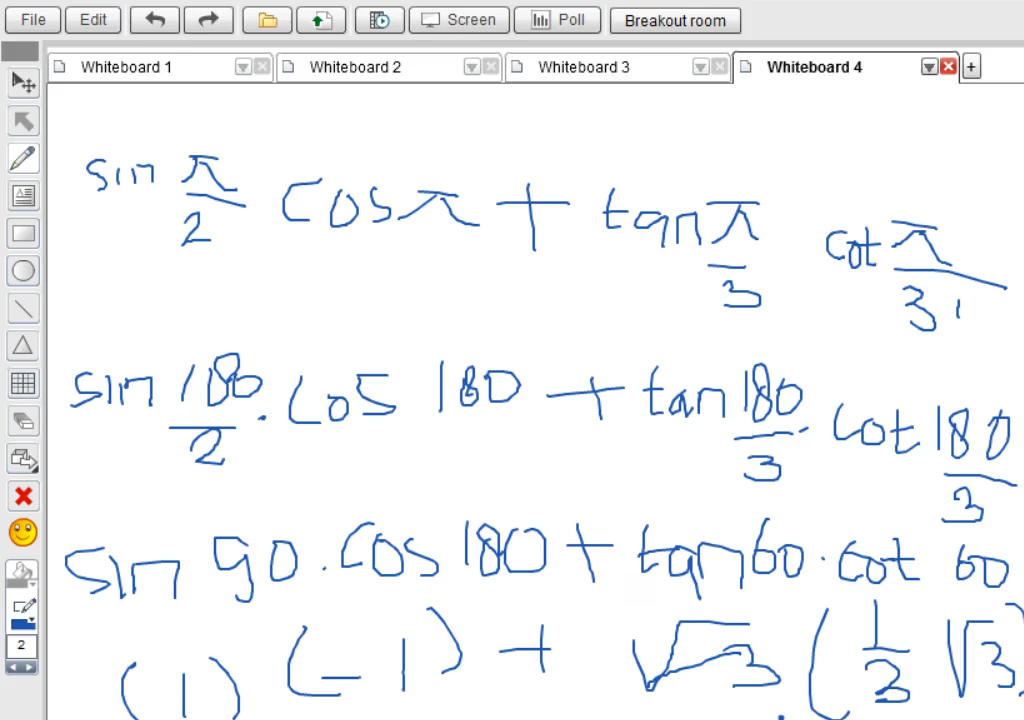 File Edit Screen Poll Breakout room
Whiteboard 1 Whiteboard 2 Whiteboard 3 Whiteboard 4 +
sin π/2 cos π + tan π/3 cot π/3
sin 180/2 . cos 180 + tan 180/3 . cot 180/3
sin 90 . cos 180 + tan 60 . cot 60
2
(1) (-1) + √3 . (1/3 √3)